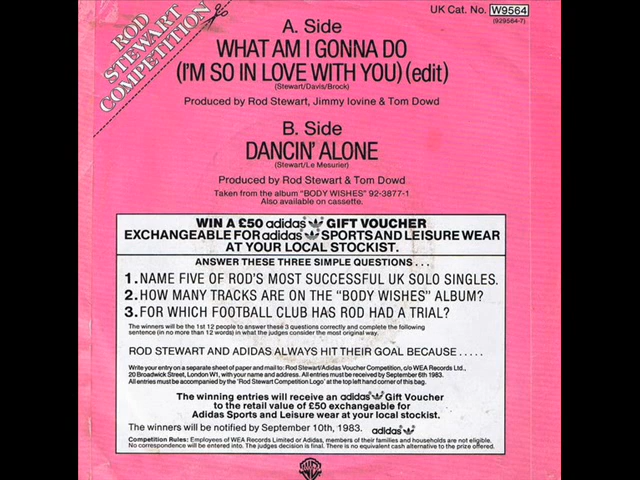 ROD
STEWART
COMPETITION
UK Cat. No. W9564
(929564-7)
A. Side
WHAT AM I GONNA DO
(I'M SO IN LOVE WITH YOU) (edit)
(Stewart/Davis/Brock)
Produced by Rod Stewart, Jimmy Iovine & Tom Dowd
B. Side
DANCIN' ALONE
(Stewart/Le Mesurier)
Produced by Rod Stewart & Tom Dowd
Taken from the album "BODY WISHES" 92-3877-1
Also available on cassette.
WIN A £50 adidas GIFT VOUCHER
EXCHANGEABLE FOR adidas SPORTS AND LEISURE WEAR
AT YOUR LOCAL STOCKIST.
ANSWER THESE THREE SIMPLE QUESTIONS . . .
1. NAME FIVE OF ROD'S MOST SUCCESSFUL UK SOLO SINGLES.
2. HOW MANY TRACKS ARE ON THE "BODY WISHES" ALBUM?
3. FOR WHICH FOOTBALL CLUB HAS ROD HAD A TRIAL?
The winners will be the 1st 12 people to answer these 3 questions correctly and complete the following
sentence (in no more than 12 words) in what the judges consider the most original way.
ROD STEWART AND ADIDAS ALWAYS HIT THEIR GOAL BECAUSE . . . . .
Write your entry on a separate sheet of paper and mail to: Rod Stewart/Adidas Voucher Competition, c/o WEA Records Ltd.,
20 Broadwick Street, London W1, with your name and address. All entries must be received by September 6th 1983.
All entries must be accompanied by the 'Rod Stewart Competition Logo' at the top left hand corner of this bag.
The winning entries will receive an adidas Gift Voucher
to the retail value of £50 exchangeable for
Adidas Sports and Leisure wear at your local stockist.
The winners will be notified by September 10th, 1983. adidas
Competition Rules: Employees of WEA Records Limited or Adidas, members of their families and households are not eligible.
No correspondence will be entered into. The judges decision is final. There is no equivalent cash alternative to the prize offered.